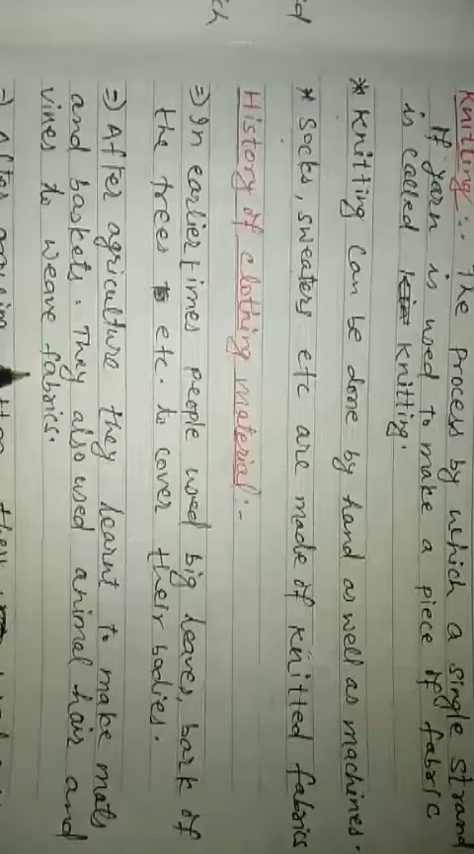 Knitting :- The process by which a single strand
of yarn is used to make a piece of fabric
is called Knitting.
* Knitting can be done by hand as well as machines.
* Socks, sweaters etc are made of knitted fabrics
History of clothing material :-
⇒ In earlier times people used big leaves, bark of
the trees etc. to cover their bodies.
⇒ After agriculture they learnt to make mats
and baskets. They also used animal hair and
vines to weave fabrics.